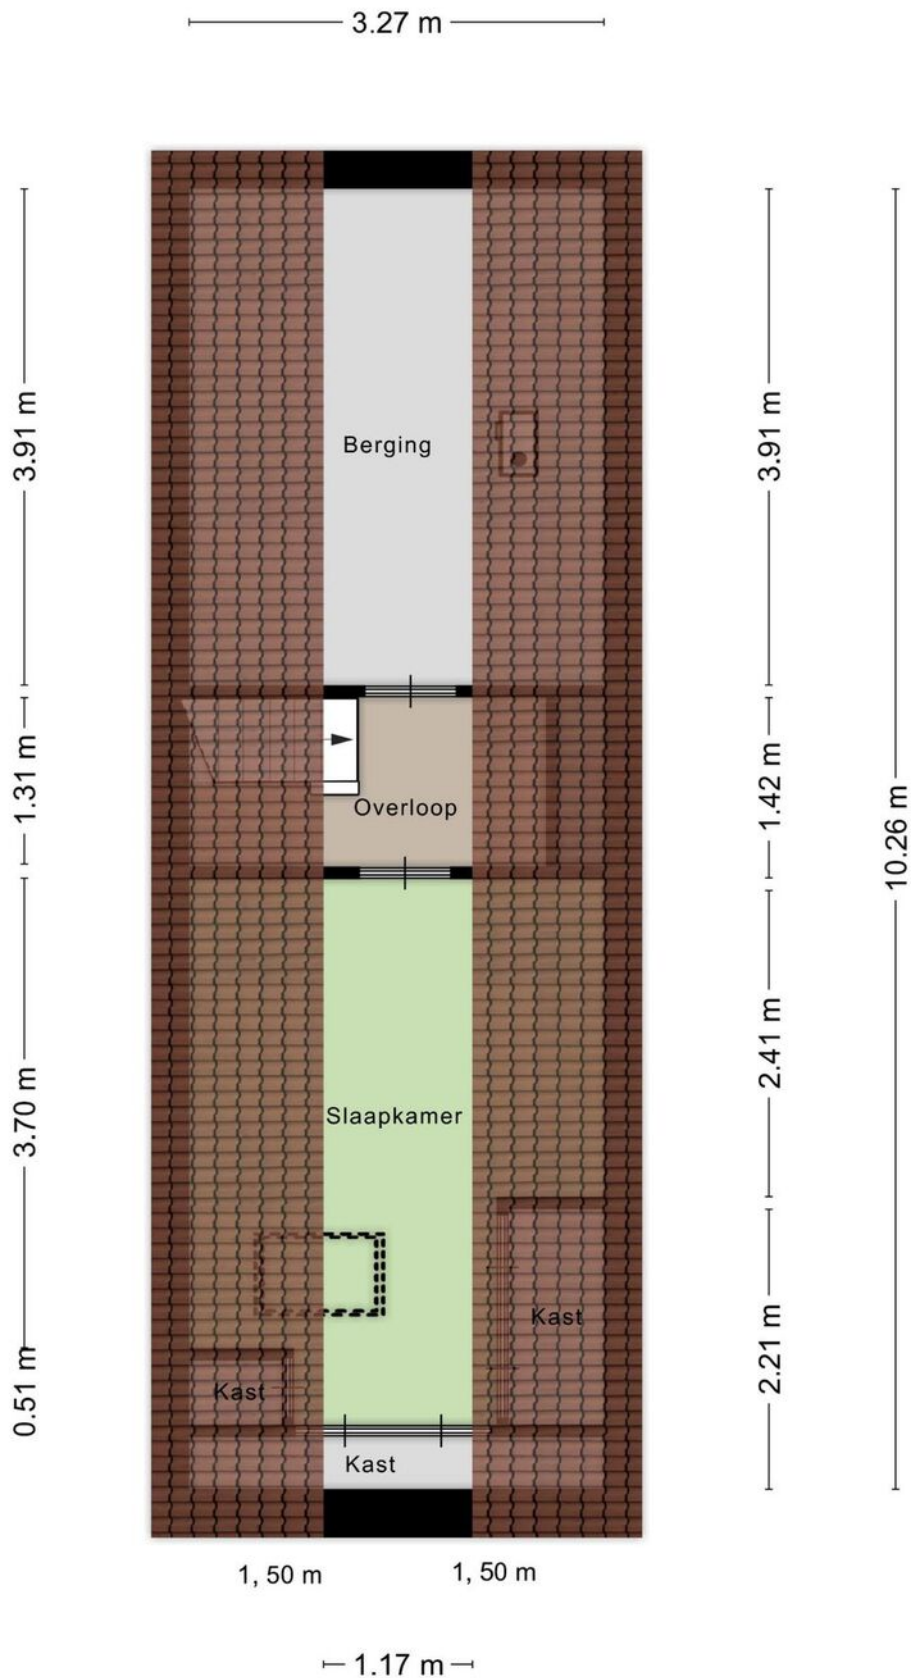 3.27 m
3.91 m
3.91 m
Berging
1.31 m
1.42 m
10.26 m
Overloop
2.41 m
3.70 m
Slaapkamer
Kast
2.21 m
0.51 m
Kast
Kast
1, 50 m
1, 50 m
1.17 m